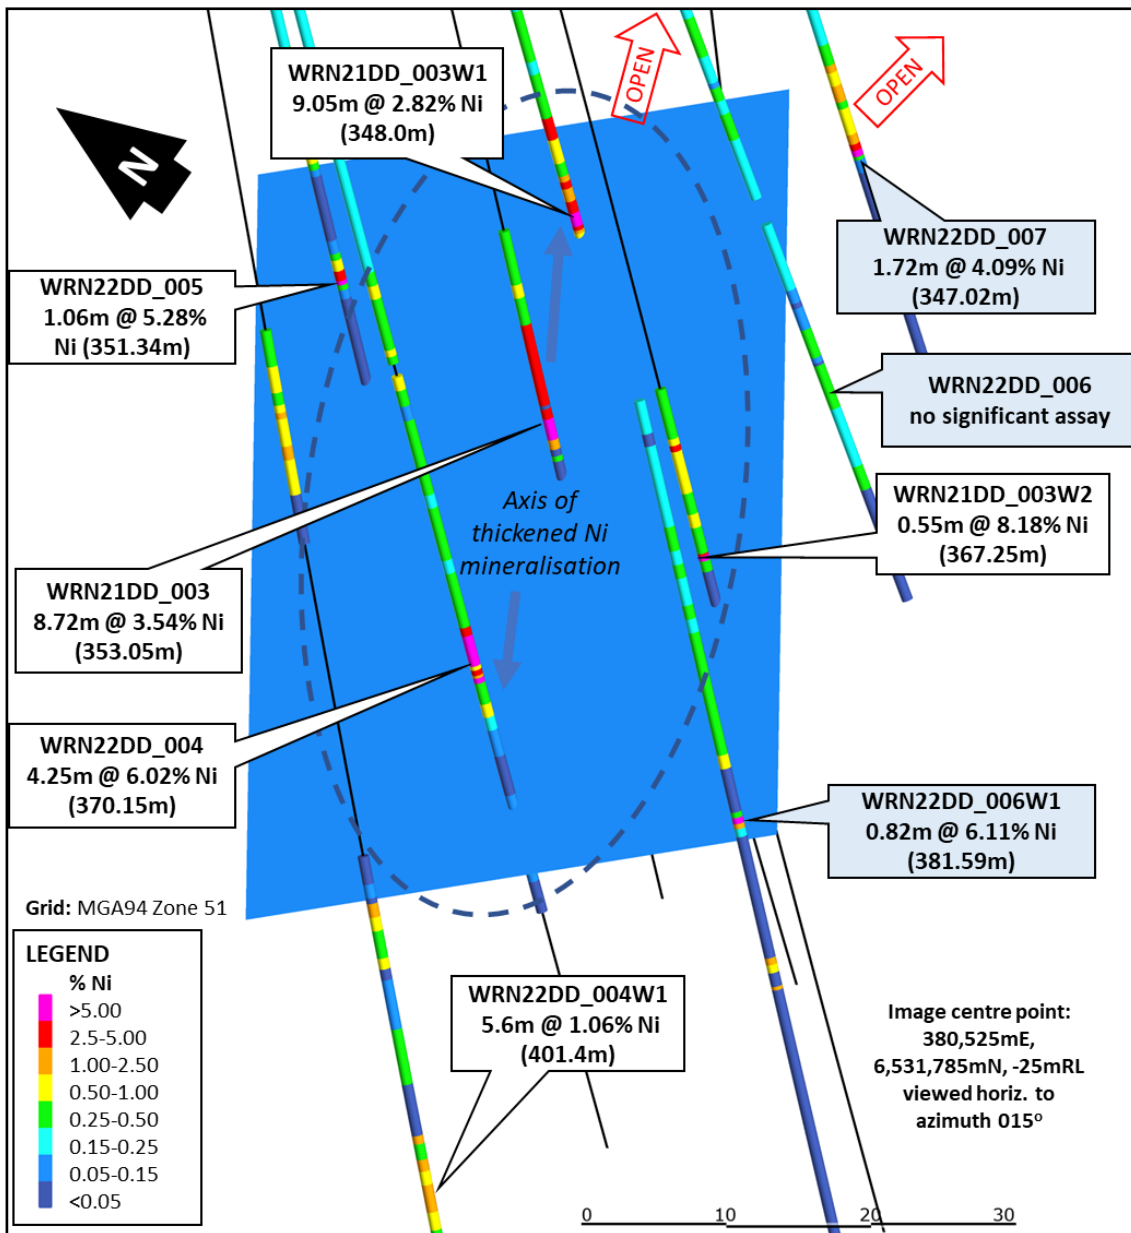 WRN21DD_003W1
9.05m @ 2.82% Ni
(348.0m)
OPEN
OPEN
N
WRN22DD_007
1.72m @ 4.09% Ni
(347.02m)
WRN22DD_005
1.06m @ 5.28%
Ni (351.34m)
WRN22DD_006
no significant assay
WRN21DD_003W2
0.55m @ 8.18% Ni
(367.25m)
Axis of
thickened Ni
mineralisation
WRN21DD_003
8.72m @ 3.54% Ni
(353.05m)
WRN22DD_004
4.25m @ 6.02% Ni
(370.15m)
WRN22DD_006W1
0.82m @ 6.11% Ni
(381.59m)
Grid: MGA94 Zone 51
LEGEND
% Ni
>5.00
2.5-5.00
1.00-2.50
0.50-1.00
0.25-0.50
0.15-0.25
0.05-0.15
<0.05
WRN22DD_004W1
5.6m @ 1.06% Ni
(401.4m)
Image centre point:
380,525mE,
6,531,785mN, -25mRL
viewed horiz. to
azimuth 015º
0 10 20 30